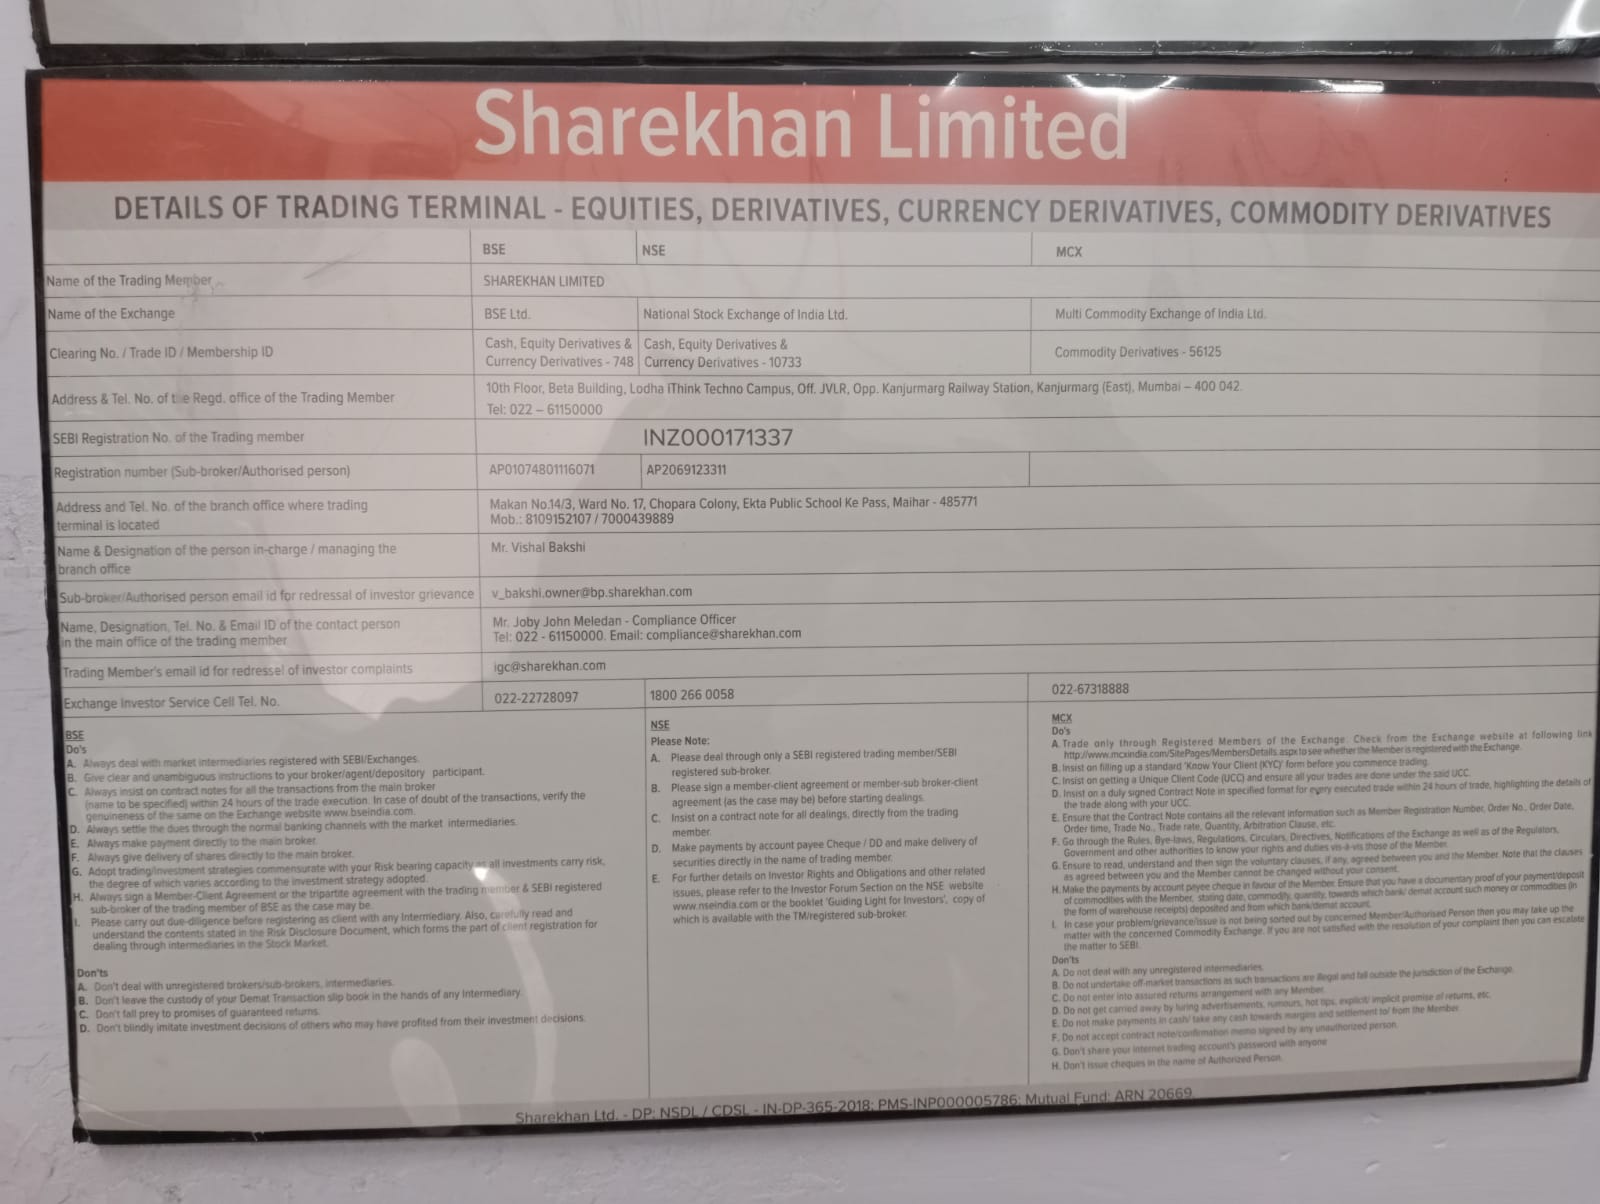 Sharekhan Limited
DETAILS OF TRADING TERMINAL - EQUITIES, DERIVATIVES, CURRENCY DERIVATIVES, COMMODITY DERIVATIVES
BSE NSE MCX
Name of the Trading Member SHAREKHAN LIMITED
Name of the Exchange BSE Ltd. National Stock Exchange of India Ltd. Multi Commodity Exchange of India Ltd.
Clearing No. / Trade ID / Membership ID
Cash, Equity Derivatives &
Currency Derivatives - 748
Cash, Equity Derivatives &
Currency Derivatives - 10733
Commodity Derivatives - 56125
Address & Tel. No. of the Regd. office of the Trading Member
10th Floor, Beta Building, Lodha iThink Techno Campus, Off. JVLR, Opp. Kanjurmarg Railway Station, Kanjurmarg (East), Mumbai – 400 042.
Tel: 022 – 61150000
SEBI Registration No. of the Trading member INZ000171337
Registration number (Sub-broker/Authorised person) AP01074801116071 AP2069123311
Address and Tel. No. of the branch office where trading
terminal is located
Makan No.14/3, Ward No. 17, Chopara Colony, Ekta Public School Ke Pass, Maihar - 485771
Mob.: 8109152107 / 7000439889
Name & Designation of the person in-charge / managing the
branch office
Mr. Vishal Bakshi
Sub-broker/Authorised person email id for redressal of investor grievance v_bakshi.owner@bp.sharekhan.com
Name, Designation, Tel. No. & Email ID of the contact person
in the main office of the trading member
Mr. Joby John Meledan - Compliance Officer
Tel: 022 - 61150000. Email: compliance@sharekhan.com
Trading Member's email id for redressel of investor complaints igc@sharekhan.com
Exchange Investor Service Cell Tel. No. 022-22728097 1800 266 0058 022-67318888
BSE
Do's
A. Always deal with market intermediaries registered with SEBI/Exchanges.
B. Give clear and unambiguous instructions to your broker/agent/depository participant.
C. Always insist on contract notes for all the transactions from the main broker
(name to be specified) within 24 hours of the trade execution. In case of doubt of the transactions, verify the
genuineness of the same on the Exchange website www.bseindia.com.
D. Always settle the dues through the normal banking channels with the market intermediaries.
E. Always make payment directly to the main broker.
F. Always give delivery of shares directly to the main broker.
G. Adopt trading/investment strategies commensurate with your Risk bearing capacity as all investments carry risk,
the degree of which varies according to the investment strategy adopted.
H. Always sign a Member-Client Agreement or the tripartite agreement with the trading member & SEBI registered
sub-broker of the trading member of BSE as the case may be.
I. Please carry out due-diligence before registering as client with any Intermediary. Also, carefully read and
understand the contents stated in the Risk Disclosure Document, which forms the part of client registration for
dealing through intermediaries in the Stock Market.
Don'ts
A. Don't deal with unregistered brokers/sub-brokers, intermediaries.
B. Don't leave the custody of your Demat Transaction slip book in the hands of any Intermediary.
C. Don't fall prey to promises of guaranteed returns.
D. Don't blindly imitate investment decisions of others who may have profited from their investment decisions.
NSE
Please Note:
A. Please deal through only a SEBI registered trading member/SEBI
registered sub-broker.
B. Please sign a member-client agreement or member-sub broker-client
agreement (as the case may be) before starting dealings.
C. Insist on a contract note for all dealings, directly from the trading
member.
D. Make payments by account payee Cheque / DD and make delivery of
securities directly in the name of trading member.
E. For further details on Investor Rights and Obligations and other related
issues, please refer to the Investor Forum Section on the NSE website
www.nseindia.com or the booklet 'Guiding Light for Investors', copy of
which is available with the TM/registered sub-broker.
MCX
Do's
A. Trade only through Registered Members of the Exchange. Check from the Exchange website at following link
http://www.mcxindia.com/SitePages/MembersDetails.aspx to see whether the Member is registered with the Exchange.
B. Insist on filling up a standard 'Know Your Client (KYC)' form before you commence trading.
C. Insist on getting a Unique Client Code (UCC) and ensure all your trades are done under the said UCC.
D. Insist on a duly signed Contract Note in specified format for every executed trade within 24 hours of trade, highlighting the details of
the trade along with your UCC.
E. Ensure that the Contract Note contains all the relevant information such as Member Registration Number, Order No., Order Date,
Order time, Trade No., Trade rate, Quantity, Arbitration Clause, etc.
F. Go through the Rules, Bye-laws, Regulations, Circulars, Directives, Notifications of the Exchange as well as of the Regulators,
Government and other authorities to know your rights and duties vis-à-vis those of the Member.
G. Ensure to read, understand and then sign the voluntary clauses, if any, agreed between you and the Member. Note that the clauses
as agreed between you and the Member cannot be changed without your consent.
H. Make the payments by account payee cheque in favour of the Member. Ensure that you have a documentary proof of your payment/deposit
of commodities with the Member, stating date, commodity, quantity, towards which bank/ demat account such money or commodities (in
the form of warehouse receipts) deposited and from which bank/demat account.
I. In case your problem/grievance/issue is not being sorted out by concerned Member/Authorised Person then you may take up the
matter with the concerned Commodity Exchange. If you are not satisfied with the resolution of your complaint then you can escalate
the matter to SEBI.
Don'ts
A. Do not deal with any unregistered intermediaries.
B. Do not undertake off-market transactions as such transactions are illegal and fall outside the jurisdiction of the Exchange.
C. Do not enter into assured returns arrangement with any Member.
D. Do not get carried away by luring advertisements, rumours, hot tips, explicit/ implicit promise of returns, etc.
E. Do not make payments in cash/ take any cash towards margins and settlement to/ from the Member.
F. Do not accept contract note/confirmation memo signed by any unauthorized person.
G. Don't share your internet trading account's password with anyone
H. Don't issue cheques in the name of Authorized Person.
Sharekhan Ltd. - DP: NSDL / CDSL - IN-DP-365-2018; PMS-INP000005786; Mutual Fund: ARN 20669.